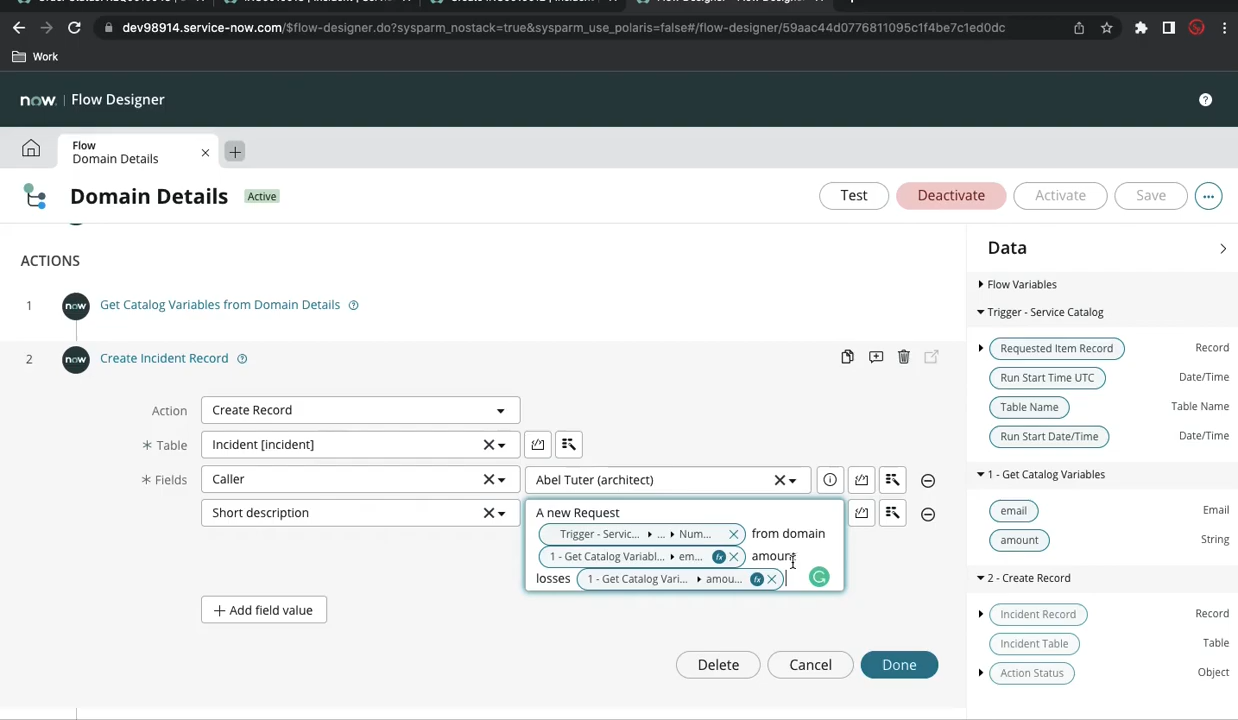 dev98914.service-now.com/$flow-designer.do?sysparm_nostack=true&sysparm_use_polaris=false#/flow-designer/59aac44d0776811095c1f4be7c1ed0dc
Work
now. | Flow Designer
?
Flow
Domain Details
Domain Details
Active
Test
Deactivate
Activate
Save
ACTIONS
1 now Get Catalog Variables from Domain Details
2 now Create Incident Record
Action Create Record
* Table Incident [incident]
* Fields Caller Abel Tuter (architect)
Short description
A new Request
Trigger - Servic... ▸ ... ▸ Num... from domain
1 - Get Catalog Variabl... ▸ em... fx amount
losses 1 - Get Catalog Vari... ▸ amou... fx
+ Add field value
Delete
Cancel
Done
Data
Flow Variables
Trigger - Service Catalog
Requested Item Record Record
Run Start Time UTC Date/Time
Table Name Table Name
Run Start Date/Time Date/Time
1 - Get Catalog Variables
email Email
amount String
2 - Create Record
Incident Record Record
Incident Table Table
Action Status Object